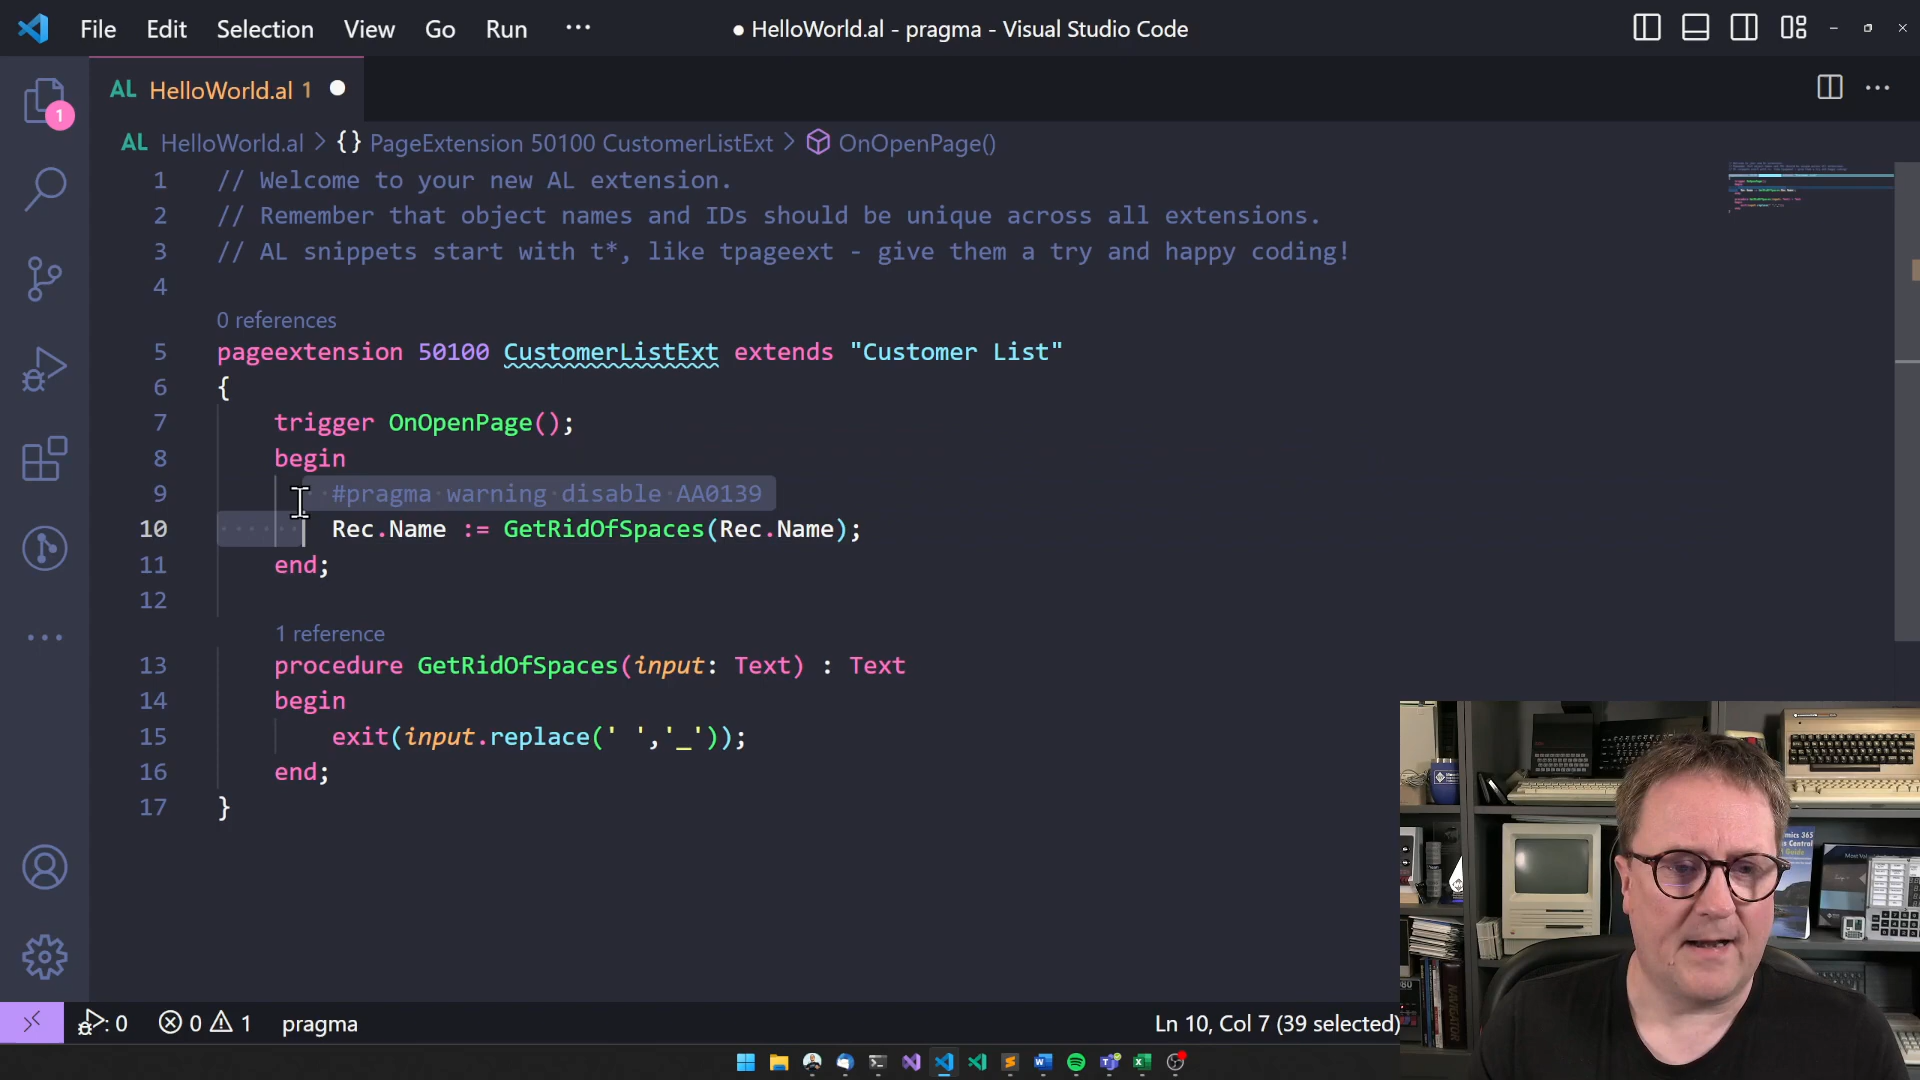 File Edit Selection View Go Run ··· ● HelloWorld.al - pragma - Visual Studio Code
AL HelloWorld.al 1
1
AL HelloWorld.al > {} PageExtension 50100 CustomerListExt > OnOpenPage()
1 // Welcome to your new AL extension.
2 // Remember that object names and IDs should be unique across all extensions.
3 // AL snippets start with t*, like tpageext - give them a try and happy coding!
4
0 references
5 pageextension 50100 CustomerListExt extends "Customer List"
6 {
7 trigger OnOpenPage();
8 begin
9 #pragma warning disable AA0139
10 Rec.Name := GetRidOfSpaces(Rec.Name);
11 end;
12
1 reference
13 procedure GetRidOfSpaces(input: Text) : Text
14 begin
15 exit(input.replace(' ','_'));
16 end;
17 }
: 0 0 1 pragma Ln 10, Col 7 (39 selected)